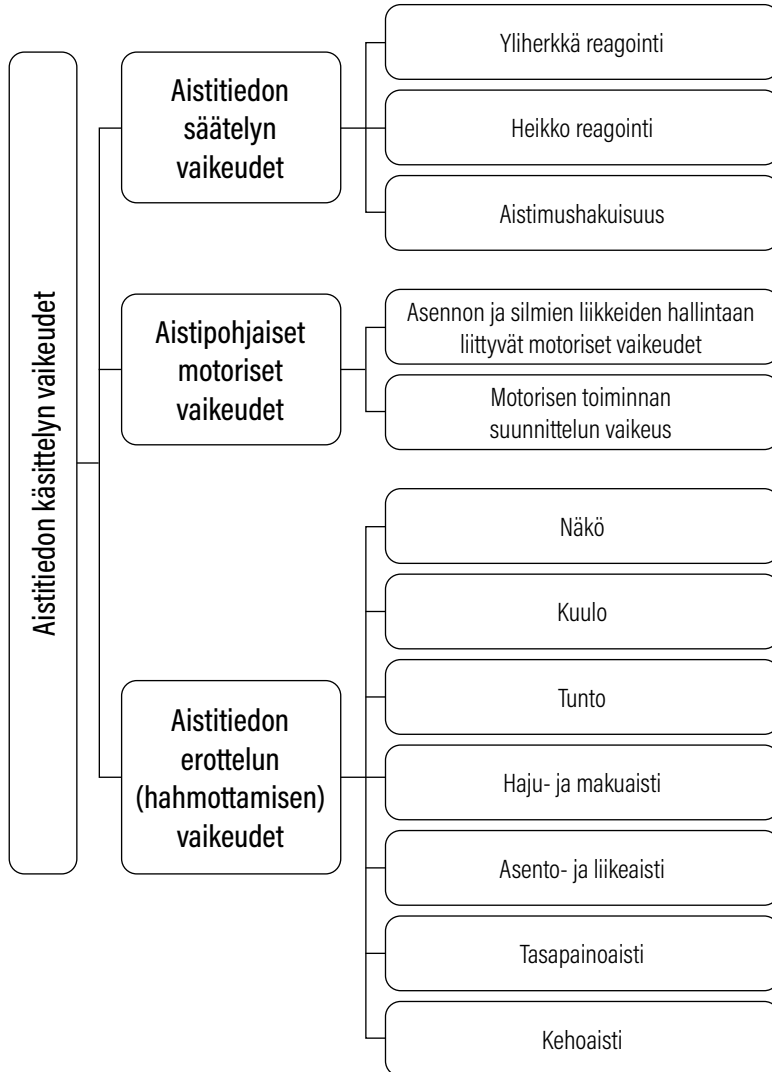 Aistitiedon käsittelyn vaikeudet
Aistitiedon
säätelyn
vaikeudet
Yliherkkä reagointi
Heikko reagointi
Aistimushakuisuus
Aistipohjaiset
motoriset
vaikeudet
Asennon ja silmien liikkeiden hallintaan
liittyvät motoriset vaikeudet
Motorisen toiminnan
suunnittelun vaikeus
Aistitiedon
erottelun
(hahmottamisen)
vaikeudet
Näkö
Kuulo
Tunto
Haju- ja makuaisti
Asento- ja liikeaisti
Tasapainoaisti
Kehoaisti